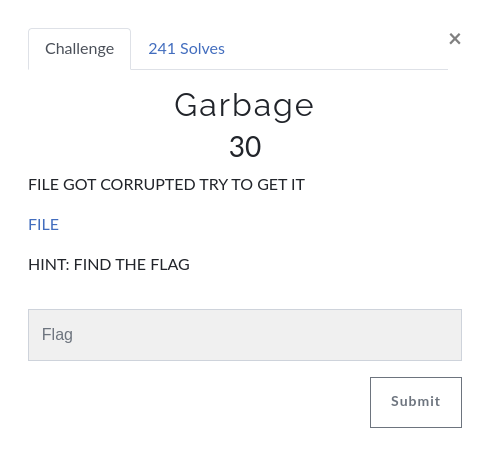 Challenge 241 Solves ×
Garbage
30
FILE GOT CORRUPTED TRY TO GET IT
FILE
HINT: FIND THE FLAG
Flag
Submit